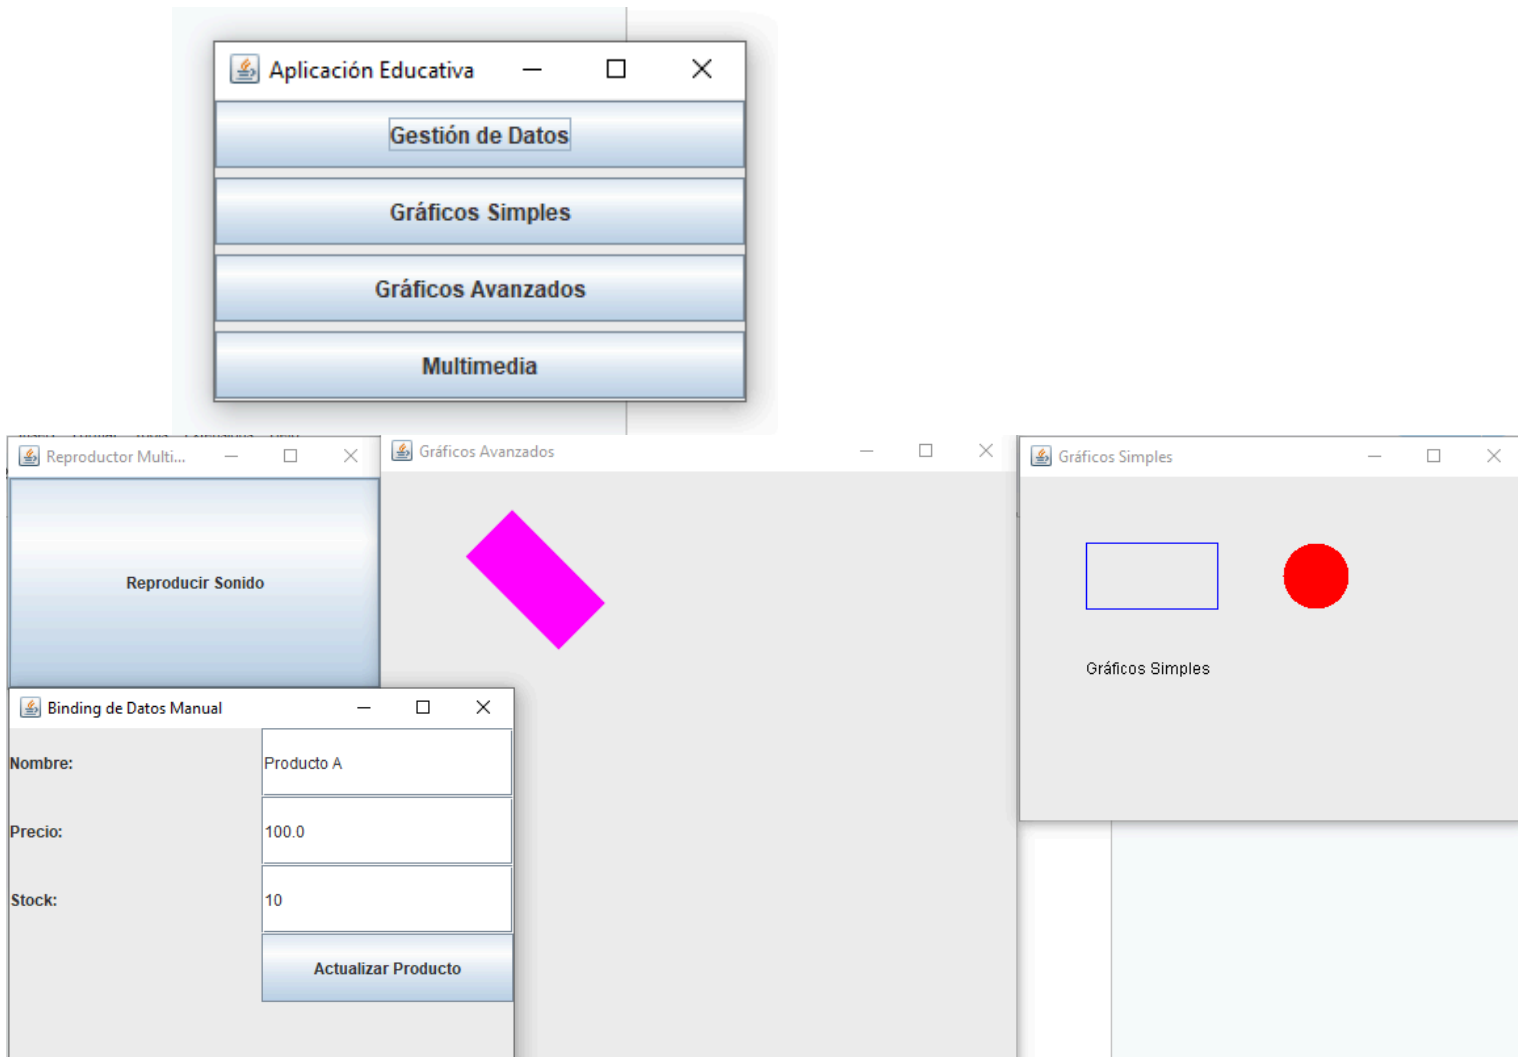 Aplicación Educativa
Gestión de Datos
Gráficos Simples
Gráficos Avanzados
Multimedia
Reproductor Multi...
Reproducir Sonido
Gráficos Avanzados
Gráficos Simples
Gráficos Simples
Binding de Datos Manual
Nombre: Producto A
Precio: 100.0
Stock: 10
Actualizar Producto